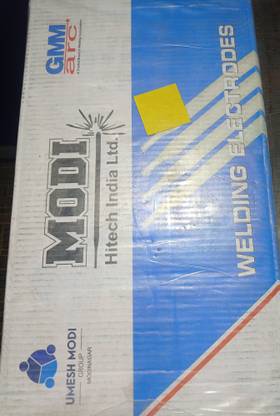 GMM
arc+
MODI
Hitech India Ltd.
UMESH MODI
GROUP
MODINAGAR
WELDING ELECTRODES